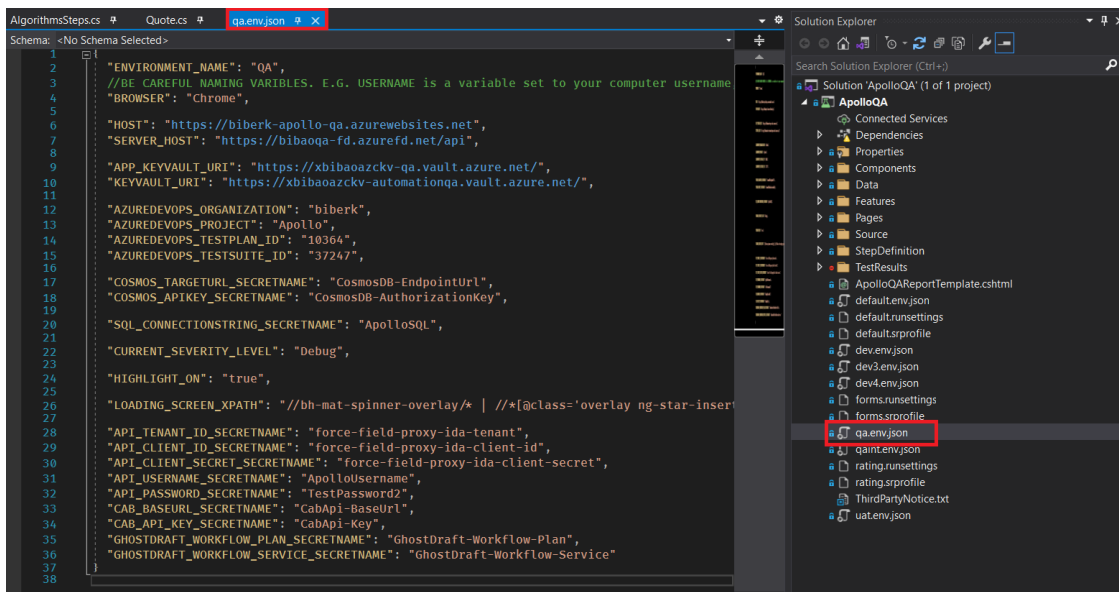 AlgorithmsSteps.cs
Quote.cs
qa.env.json
Schema: <No Schema Selected>
1 {
2 "ENVIRONMENT_NAME": "QA",
3 //BE CAREFUL NAMING VARIBLES. E.G. USERNAME is a variable set to your computer username
4 "BROWSER": "Chrome",
5
6 "HOST": "https://biberk-apollo-qa.azurewebsites.net",
7 "SERVER_HOST": "https://bibaoqa-fd.azurefd.net/api",
8
9 "APP_KEYVAULT_URI": "https://xbibaoazckv-qa.vault.azure.net/",
10 "KEYVAULT_URI": "https://xbibaoazckv-automationqa.vault.azure.net/",
11
12 "AZUREDEVOPS_ORGANIZATION": "biberk",
13 "AZUREDEVOPS_PROJECT": "Apollo",
14 "AZUREDEVOPS_TESTPLAN_ID": "10364",
15 "AZUREDEVOPS_TESTSUITE_ID": "37247",
16
17 "COSMOS_TARGETURL_SECRETNAME": "CosmosDB-EndpointUrl",
18 "COSMOS_APIKEY_SECRETNAME": "CosmosDB-AuthorizationKey",
19
20 "SQL_CONNECTIONSTRING_SECRETNAME": "ApolloSQL",
21
22 "CURRENT_SEVERITY_LEVEL": "Debug",
23
24 "HIGHLIGHT_ON": "true",
25
26 "LOADING_SCREEN_XPATH": "//bh-mat-spinner-overlay/* | //*[@class='overlay ng-star-insert
27
28 "API_TENANT_ID_SECRETNAME": "force-field-proxy-ida-tenant",
29 "API_CLIENT_ID_SECRETNAME": "force-field-proxy-ida-client-id",
30 "API_CLIENT_SECRET_SECRETNAME": "force-field-proxy-ida-client-secret",
31 "API_USERNAME_SECRETNAME": "ApolloUsername",
32 "API_PASSWORD_SECRETNAME": "TestPassword2",
33 "CAB_BASEURL_SECRETNAME": "CabApi-BaseUrl",
34 "CAB_API_KEY_SECRETNAME": "CabApi-Key",
35 "GHOSTDRAFT_WORKFLOW_PLAN_SECRETNAME": "GhostDraft-Workflow-Plan",
36 "GHOSTDRAFT_WORKFLOW_SERVICE_SECRETNAME": "GhostDraft-Workflow-Service"
37 }
38
Solution Explorer
Search Solution Explorer (Ctrl+;)
Solution 'ApolloQA' (1 of 1 project)
ApolloQA
Connected Services
Dependencies
Properties
Components
Data
Features
Pages
Source
StepDefinition
TestResults
ApolloQAReportTemplate.cshtml
default.env.json
default.runsettings
default.srprofile
dev.env.json
dev3.env.json
dev4.env.json
forms.runsettings
forms.srprofile
qa.env.json
qaint.env.json
rating.runsettings
rating.srprofile
ThirdPartyNotice.txt
uat.env.json